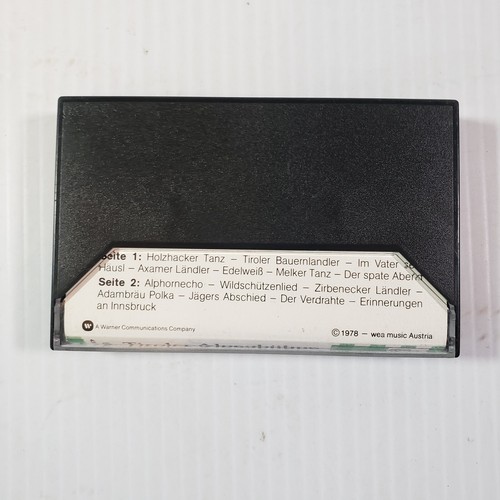 Seite 1: Holzhacker Tanz – Tiroler Bauernlandler – Im Vater se
Hausl – Axamer Ländler – Edelweiß – Melker Tanz – Der spate Abend
Seite 2: Alphornecho – Wildschützenlied – Zirbenecker Ländler –
Adambräu Polka – Jägers Abschied – Der Verdrahte – Erinnerungen
an Innsbruck
W A Warner Communications Company
©1978 – wea music Austria